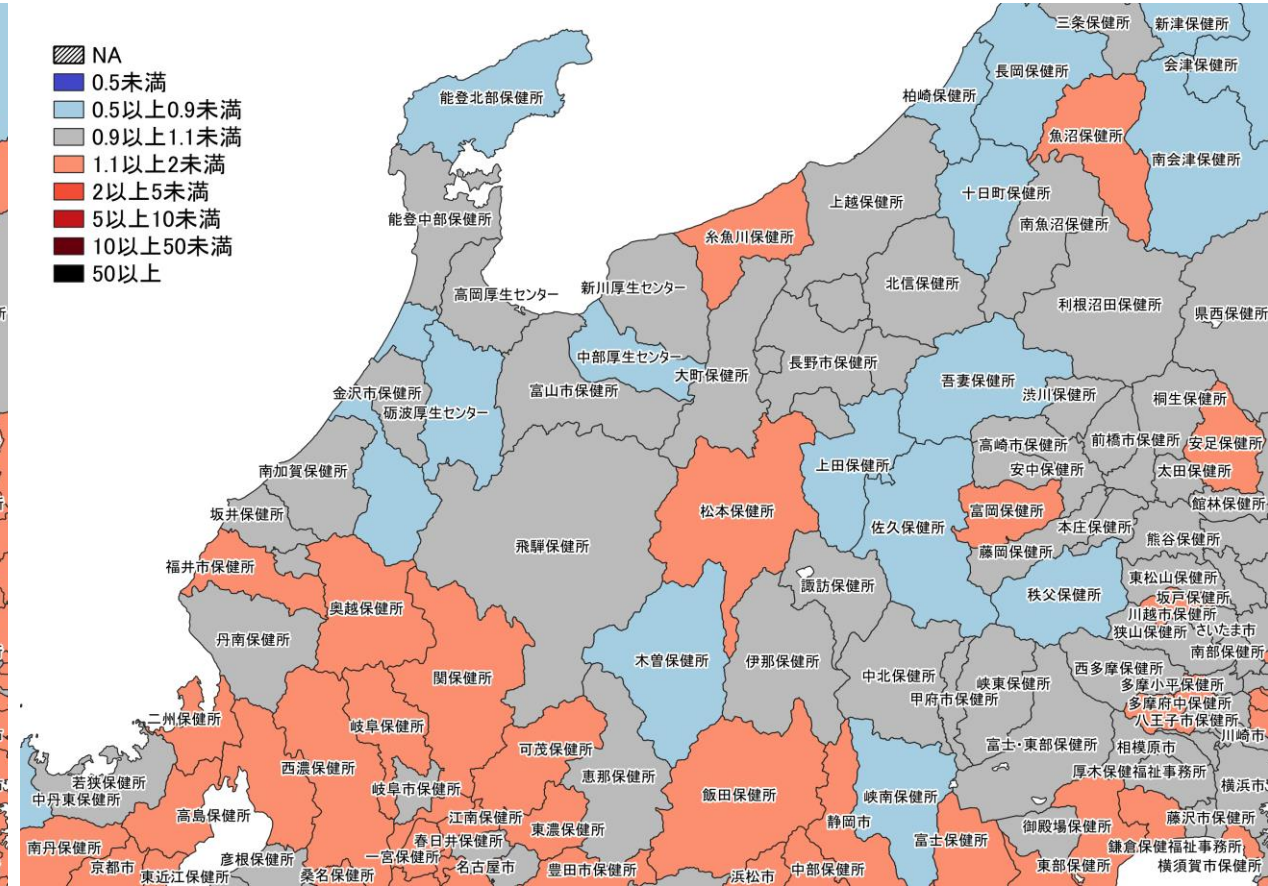 NA
0.5未満
0.5以上0.9未満
0.9以上1.1未満
1.1以上2未満
2以上5未満
5以上10未満
10以上50未満
50以上
三条保健所
新津保健所
長岡保健所
会津保健所
能登北部保健所
柏崎保健所
魚沼保健所
南会津保健所
十日町保健所
上越保健所
能登中部保健所
南魚沼保健所
糸魚川保健所
北信保健所
新川厚生センター
高岡厚生センター
利根沼田保健所
県西保健所
所
中部厚生センター
長野市保健所
大町保健所
吾妻保健所
富山市保健所
金沢市保健所
渋川保健所
桐生保健所
砺波厚生センター
高崎市保健所
前橋市保健所
安足保健所
南加賀保健所
上田保健所
安中保健所
太田保健所
松本保健所
富岡保健所
館林保健所
坂井保健所
佐久保健所
本庄保健所
熊谷保健所
飛騨保健所
藤岡保健所
福井市保健所
諏訪保健所
東松山保健所
秩父保健所
坂戸保健所
奥越保健所
川越市保健所
狭山保健所
さいたま市
丹南保健所
南部保健所
木曽保健所
伊那保健所
西多摩保健所
関保健所
中北保健所
峡東保健所
多摩小平保健所
甲府市保健所
多摩府中保健所
二州保健所
岐阜保健所
八王子市保健所
川崎市
可茂保健所
富士・東部保健所
相模原市
西濃保健所
厚木保健福祉事務所
若狭保健所
恵那保健所
横浜市
岐阜市保健所
中丹東保健所
飯田保健所
峡南保健所
高島保健所
江南保健所
静岡市
藤沢市保健所
東濃保健所
御殿場保健所
春日井保健所
富士保健所
南丹保健所
鎌倉保健福祉事務所
彦根保健所
一宮保健所
京都市
名古屋市
豊田市保健所
中部保健所
東部保健所
横須賀市保健所
東近江保健所
桑名保健所
浜松市